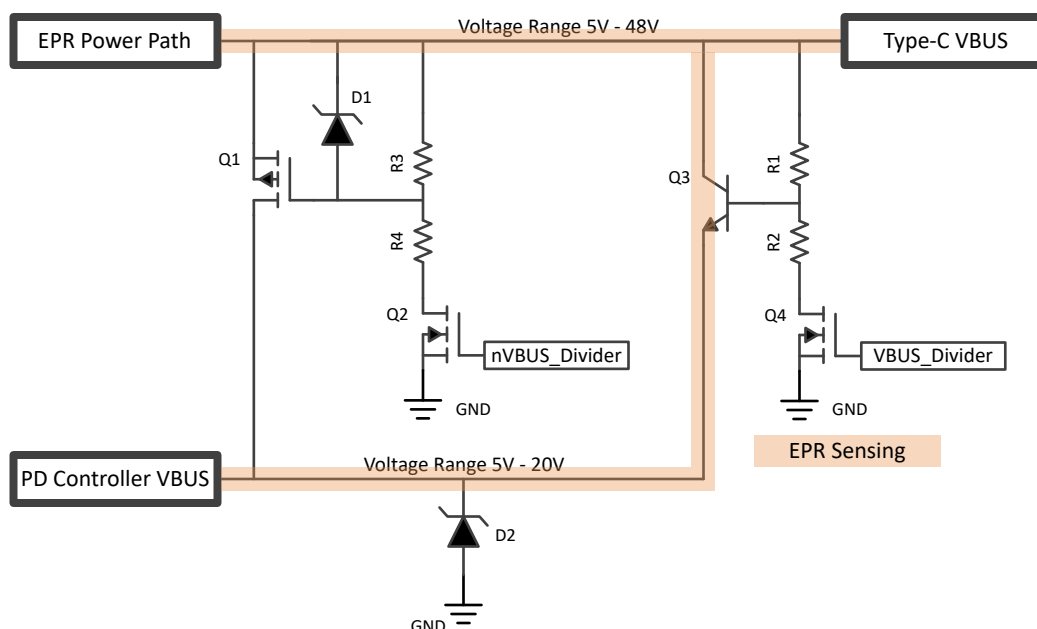 Voltage Range 5V - 48V
EPR Power Path
Type-C VBUS
D1
Q1
R3
Q3
R1
R4
R2
Q2
Q4
nVBUS_Divider
VBUS_Divider
GND
GND
EPR Sensing
Voltage Range 5V - 20V
PD Controller VBUS
D2
GND